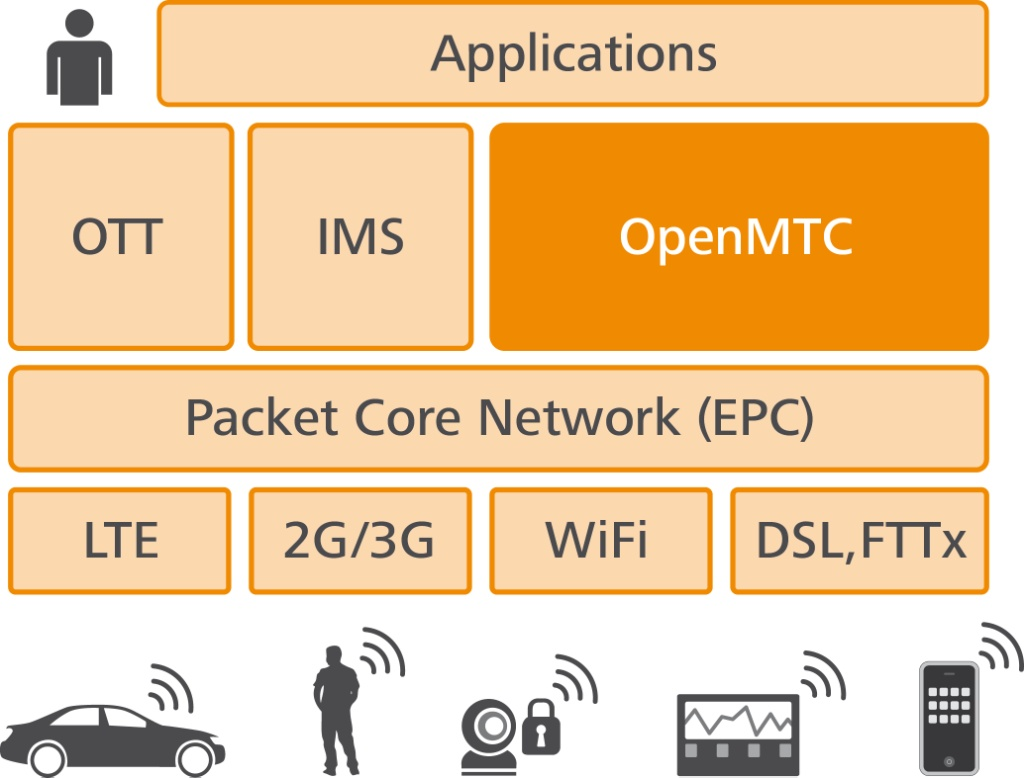 Applications
OTT
IMS
OpenMTC
Packet Core Network (EPC)
LTE
2G/3G
WiFi
DSL,FTTx